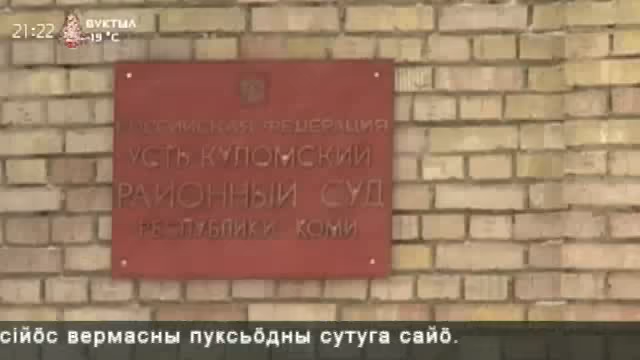 21:22
ВУКТЫЛ
-19 °С
РОССИЙСКАЯ ФЕДЕРАЦИЯ
УСТЬ-КУЛОМСКИЙ
РАЙОННЫЙ СУД
РЕСПУБЛИКИ КОМИ
сійӧс вермасны пуксьӧдны сутуга сайӧ.